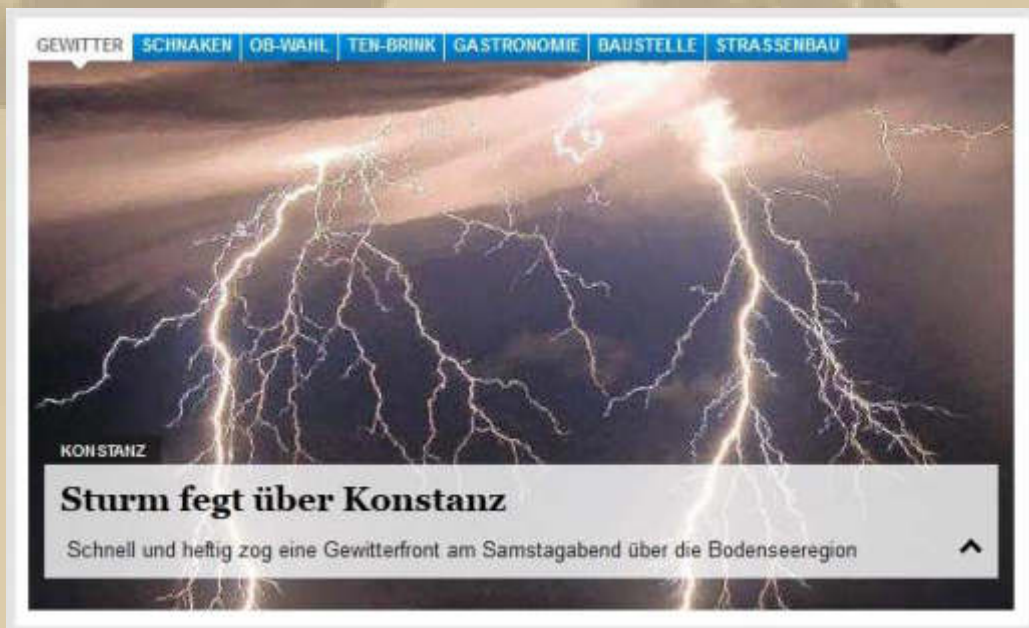 GEWITTER SCHNAKEN OB-WAHL TEN-BRINK GASTRONOMIE BAUSTELLE STRASSENBAU
KONSTANZ
Sturm fegt über Konstanz
Schnell und heftig zog eine Gewitterfront am Samstagabend über die Bodenseeregion